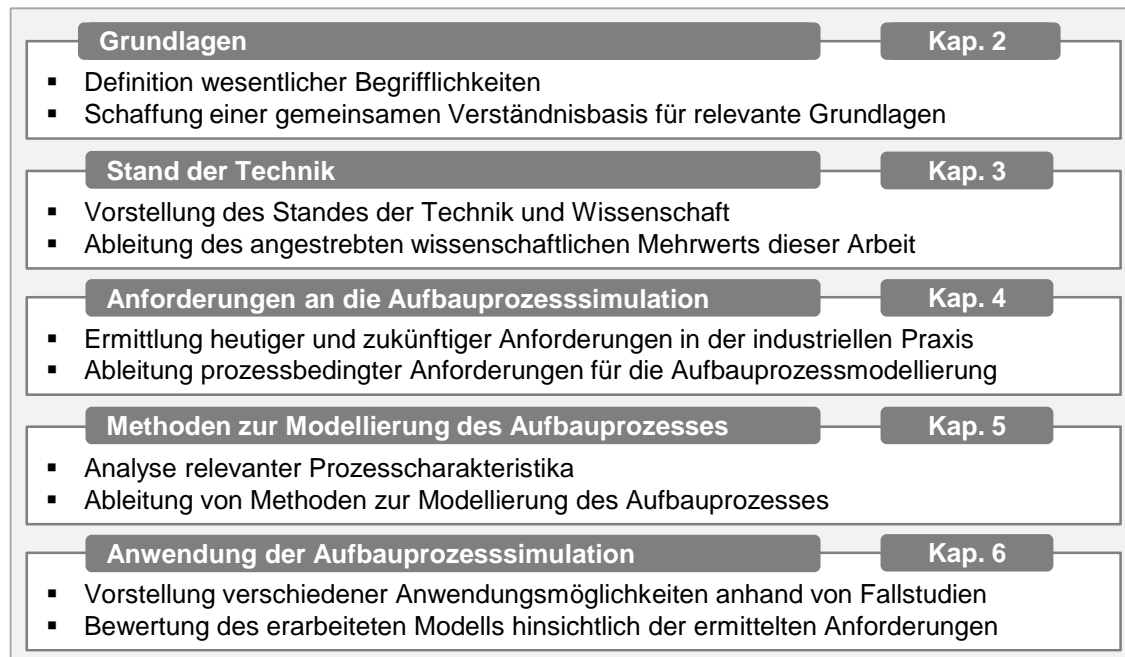 Grundlagen Kap. 2
▪ Definition wesentlicher Begrifflichkeiten
▪ Schaffung einer gemeinsamen Verständnisbasis für relevante Grundlagen
Stand der Technik Kap. 3
▪ Vorstellung des Standes der Technik und Wissenschaft
▪ Ableitung des angestrebten wissenschaftlichen Mehrwerts dieser Arbeit
Anforderungen an die Aufbauprozesssimulation Kap. 4
▪ Ermittlung heutiger und zukünftiger Anforderungen in der industriellen Praxis
▪ Ableitung prozessbedingter Anforderungen für die Aufbauprozessmodellierung
Methoden zur Modellierung des Aufbauprozesses Kap. 5
▪ Analyse relevanter Prozesscharakteristika
▪ Ableitung von Methoden zur Modellierung des Aufbauprozesses
Anwendung der Aufbauprozesssimulation Kap. 6
▪ Vorstellung verschiedener Anwendungsmöglichkeiten anhand von Fallstudien
▪ Bewertung des erarbeiteten Modells hinsichtlich der ermittelten Anforderungen